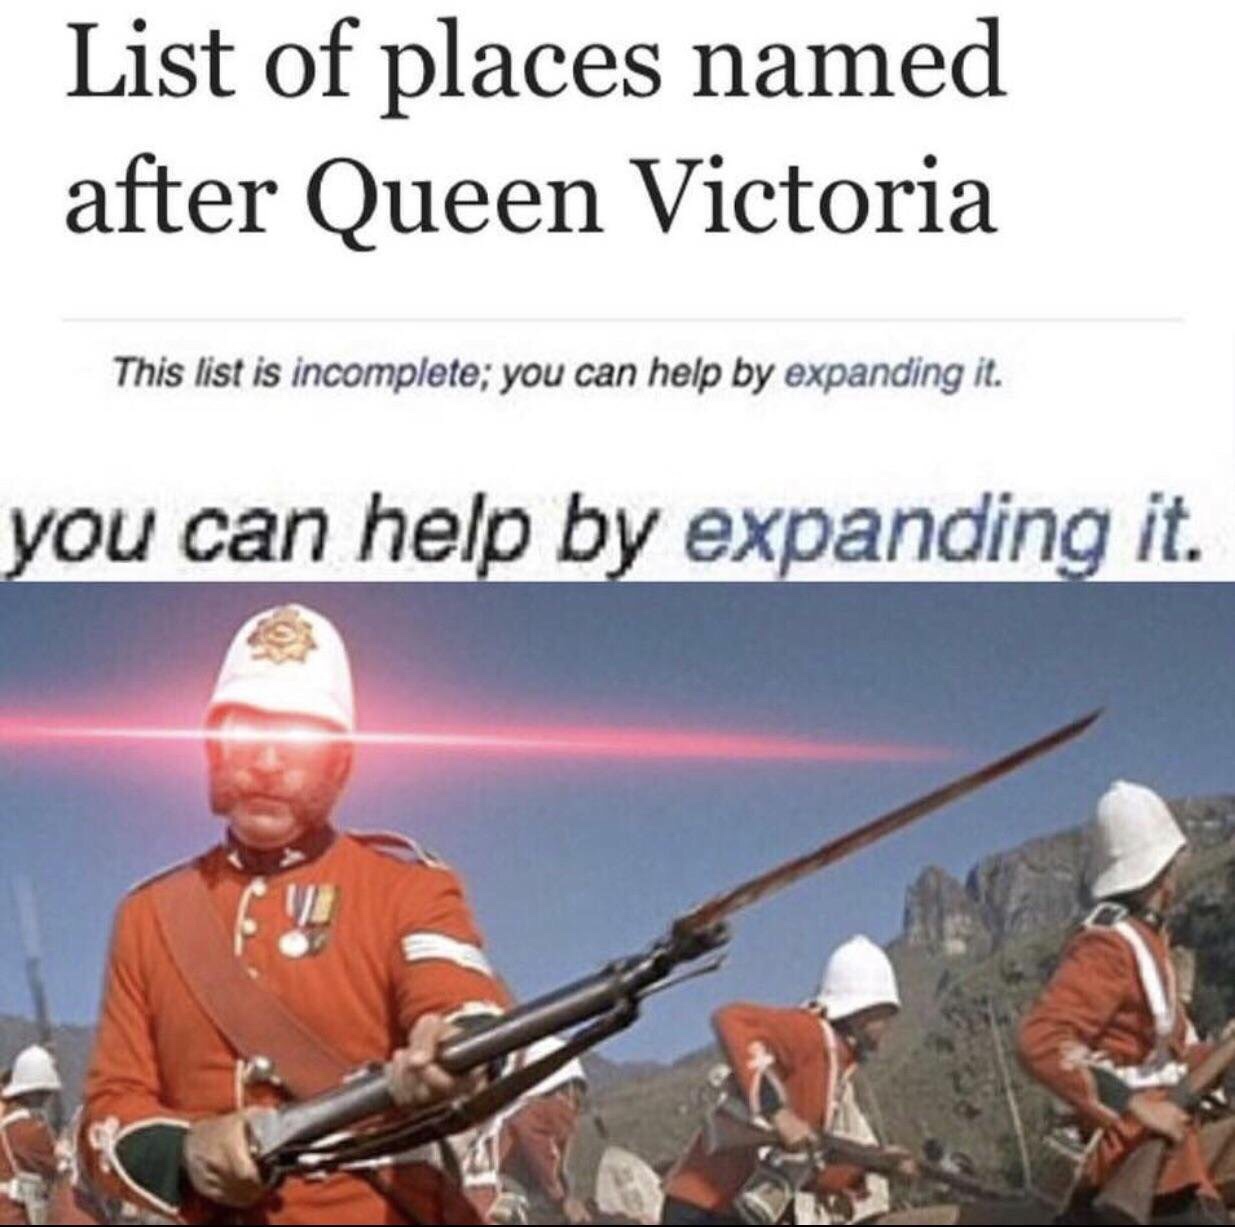 List of places named
after Queen Victoria
This list is incomplete; you can help by expanding it.
you can help by expanding it.